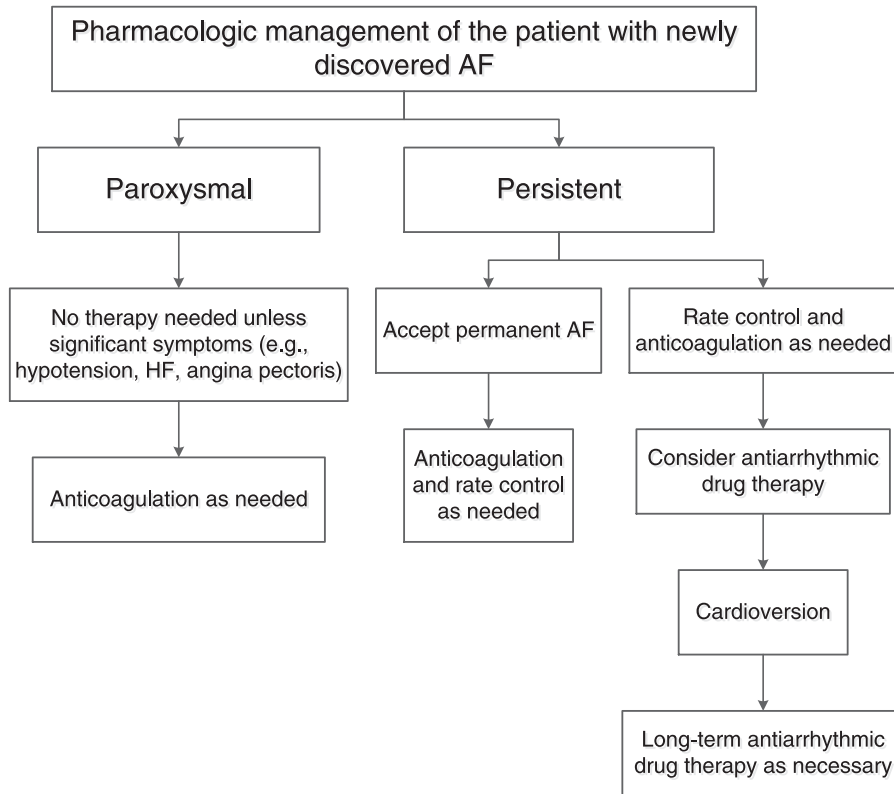 Pharmacologic management of the patient with newly
discovered AF
Paroxysmal
Persistent
No therapy needed unless
significant symptoms (e.g.,
hypotension, HF, angina pectoris)
Accept permanent AF
Rate control and
anticoagulation as needed
Anticoagulation as needed
Anticoagulation
and rate control
as needed
Consider antiarrhythmic
drug therapy
Cardioversion
Long-term antiarrhythmic
drug therapy as necessary